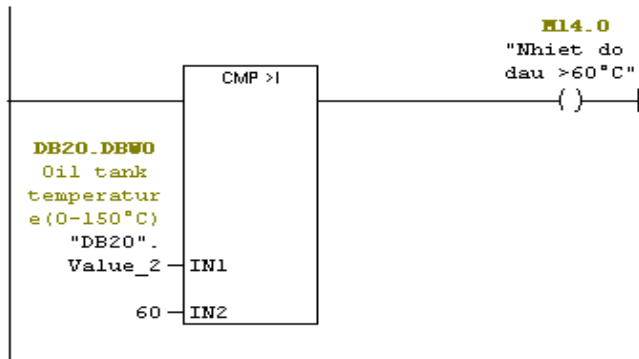 M14.0
"Nhiet do
dau >60°C"
CMP >I
( )
DB20.DBW0
Oil tank
temperatur
e(0-150°C)
"DB20".
Value_2
IN1
60
IN2